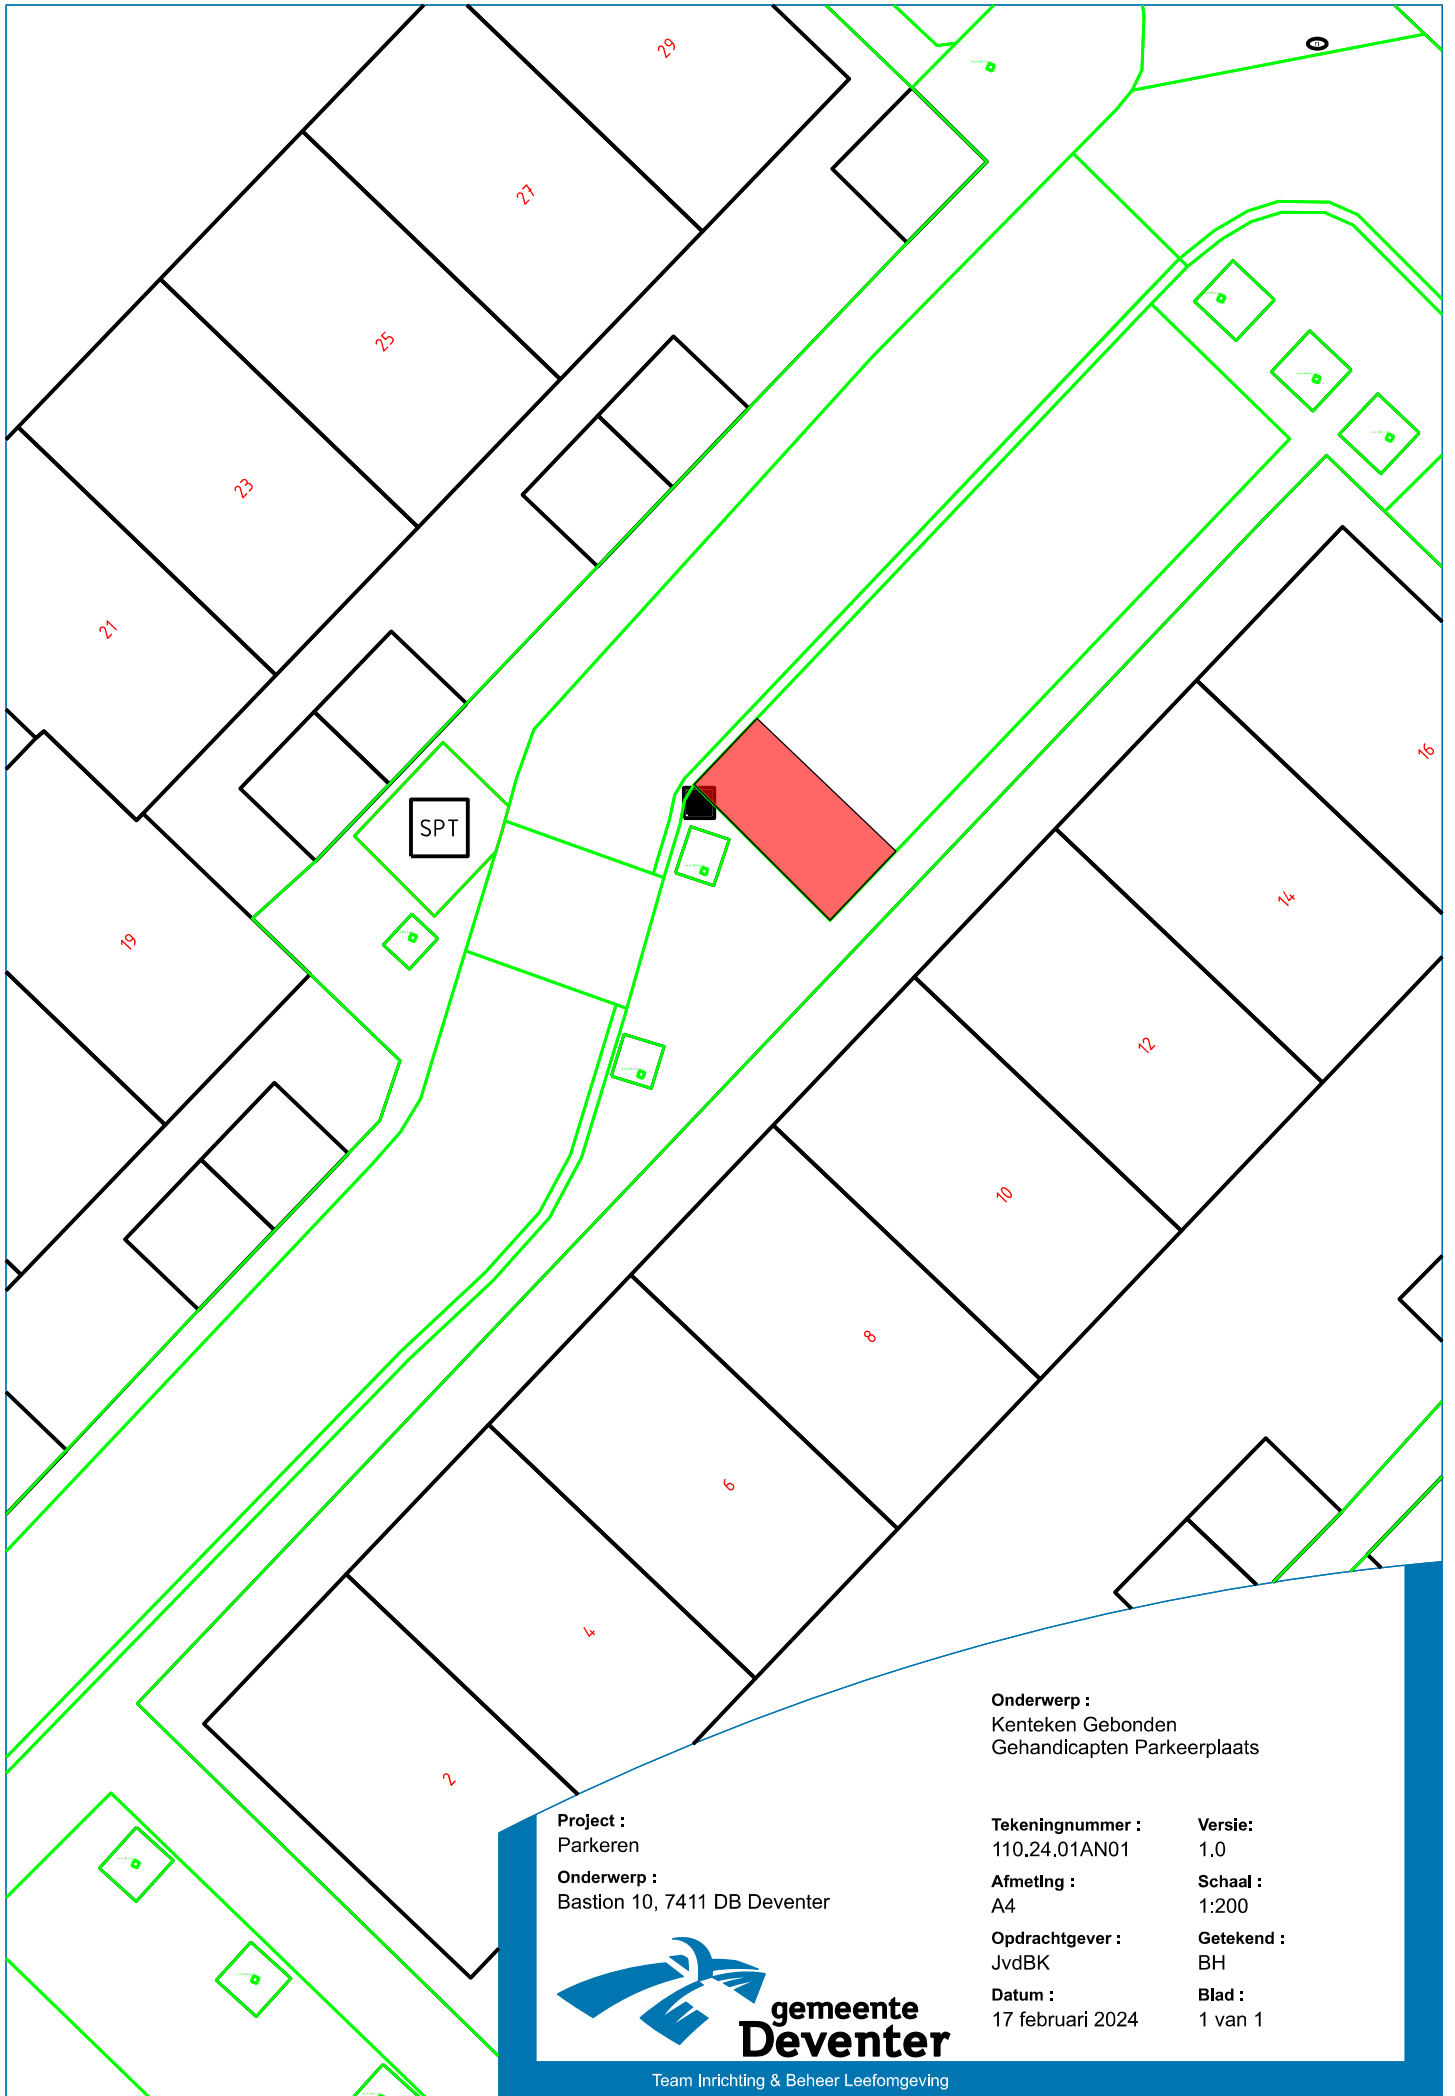 29
27
25
23
21
19
SPT
16
14
12
10
8
6
4
2
Onderwerp :
Kenteken Gebonden
Gehandicapten Parkeerplaats
Project :
Parkeren
Onderwerp :
Bastion 10, 7411 DB Deventer
Tekeningnummer :
110.24.01AN01
Versie:
1.0
Afmeting :
A4
Schaal :
1:200
Opdrachtgever :
JvdBK
Getekend :
BH
Datum :
17 februari 2024
Blad :
1 van 1
gemeente
Deventer
Team Inrichting & Beheer Leefomgeving